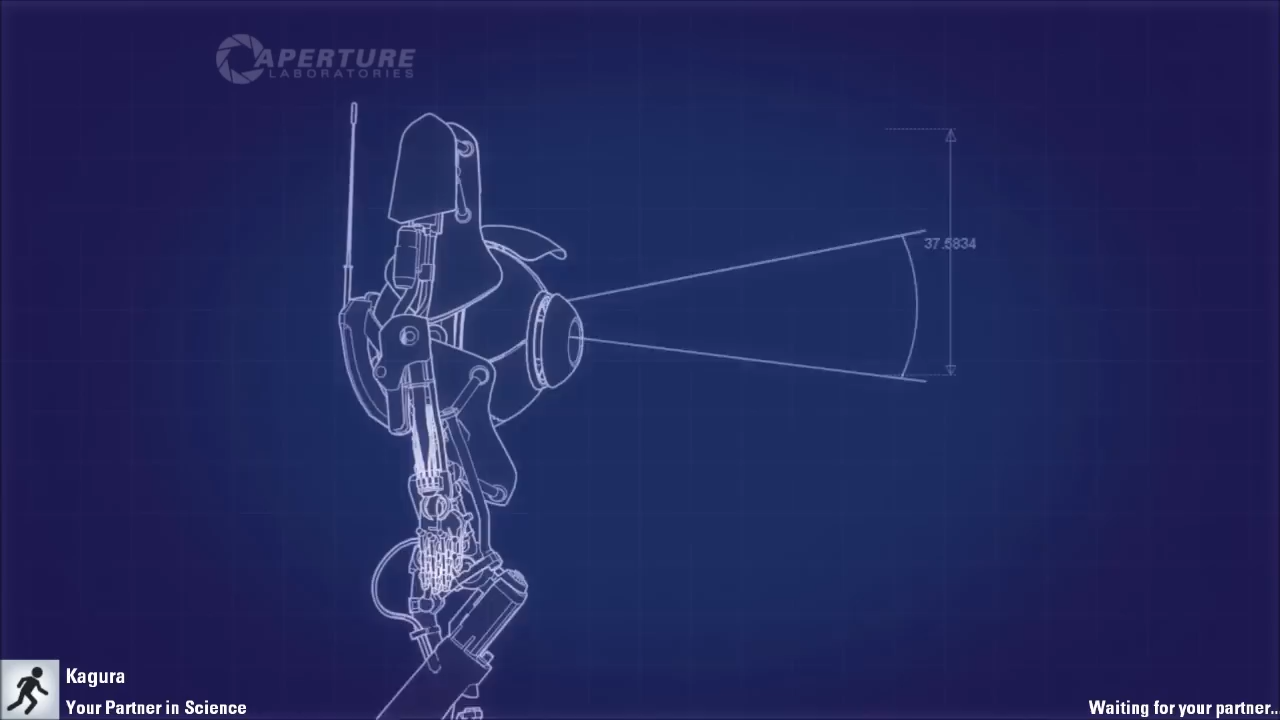 APERTURE
LABORATORIES
37.5834
Kagura
Your Partner in Science
Waiting for your partner..